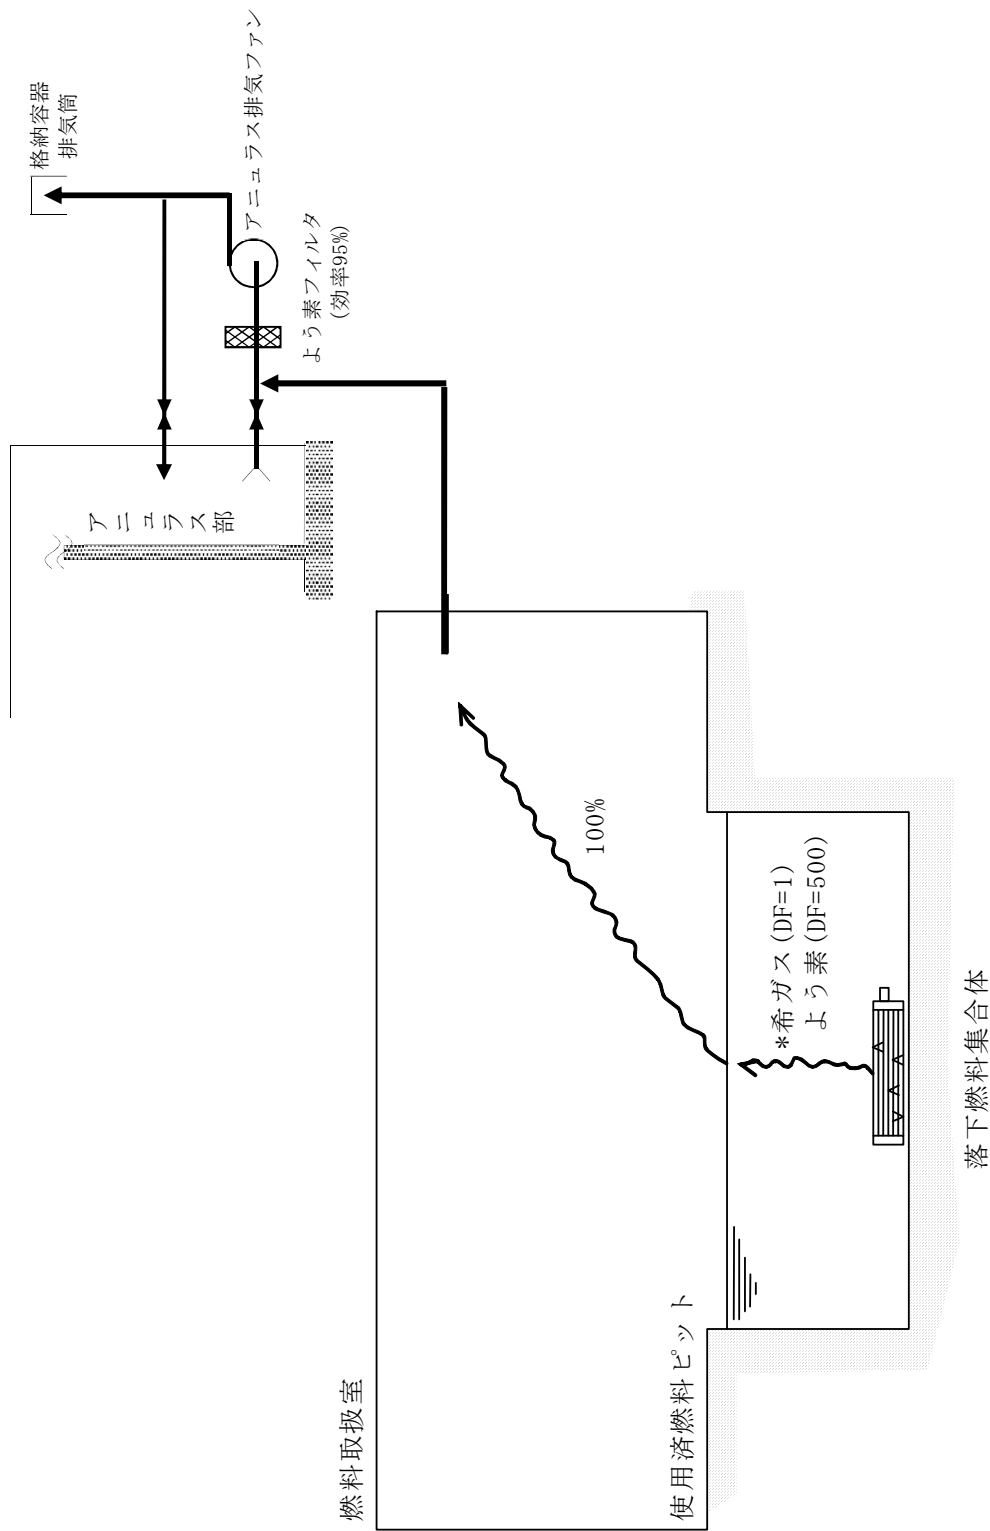 格納容器
排気筒
アニュラス排気ファン
よう素フィルタ
(効率95%)
アニュラス部
燃料取扱室
100%
使用済燃料ピット
*希ガス(DF=1)
よう素(DF=500)
落下燃料集合体